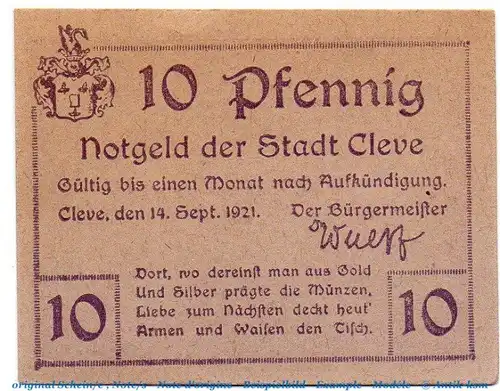 10 Pfennig
Notgeld der Stadt Cleve
Gültig bis einen Monat nach Aufkündigung.
Cleve, den 14. Sept. 1921. Der Bürgermeister
Wulff
Dort, wo dereinst man aus Gold
Und Silber prägte die Münzen,
Liebe zum Nächsten deckt heut'
Armen und Waisen den Tisch.
10
10